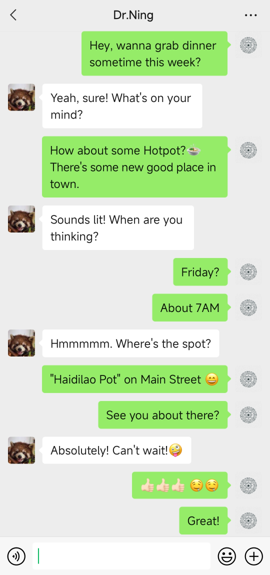 Dr.Ning
Hey, wanna grab dinner
sometime this week?
Yeah, sure! What's on your
mind?
How about some Hotpot?🍲
There's some new good place in
town.
Sounds lit! When are you
thinking?
Friday?
About 7AM
Hmmmmm. Where's the spot?
"Haidilao Pot" on Main Street 😄
See you about there?
Absolutely! Can't wait!🤪
👍🏻👍🏻👍🏻 😋😋
Great!